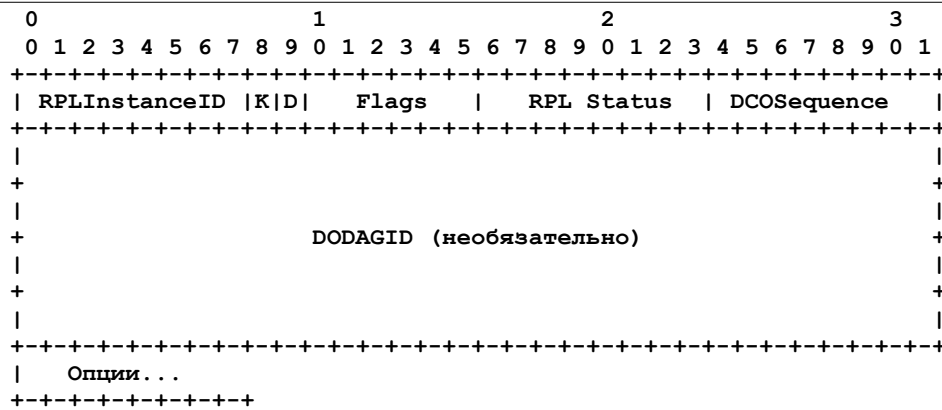 0                   1                   2                   3
 0 1 2 3 4 5 6 7 8 9 0 1 2 3 4 5 6 7 8 9 0 1 2 3 4 5 6 7 8 9 0 1
+-+-+-+-+-+-+-+-+-+-+-+-+-+-+-+-+-+-+-+-+-+-+-+-+-+-+-+-+-+-+-+-+
| RPLInstanceID |K|D|   Flags   |   RPL Status  | DCOSequence   |
+-+-+-+-+-+-+-+-+-+-+-+-+-+-+-+-+-+-+-+-+-+-+-+-+-+-+-+-+-+-+-+-+
|                                                               |
+                                                               +
|                                                               |
+                    DODAGID (необязательно)                    +
|                                                               |
+                                                               +
|                                                               |
+-+-+-+-+-+-+-+-+-+-+-+-+-+-+-+-+-+-+-+-+-+-+-+-+-+-+-+-+-+-+-+-+
|   Опции...
+-+-+-+-+-+-+-+-+